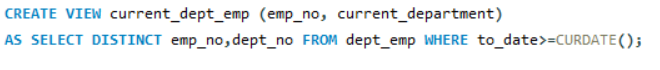 CREATE VIEW current_dept_emp (emp_no, current_department)
AS SELECT DISTINCT emp_no,dept_no FROM dept_emp WHERE to_date>=CURDATE();